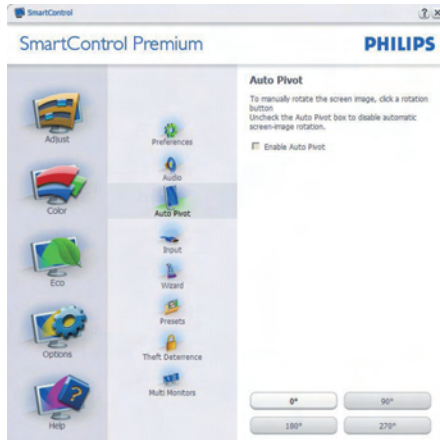 SmartControl
SmartControl Premium
PHILIPS
Adjust
Color
Eco
Options
Help
Preferences
Audio
Auto Pivot
Input
Wizard
Presets
Theft Deterrence
Multi Monitors
Auto Pivot
To manually rotate the screen image, click a rotation
button
Uncheck the Auto Pivot box to disable automatic
screen-image rotation.
Enable Auto Pivot
0°
90°
180°
270°